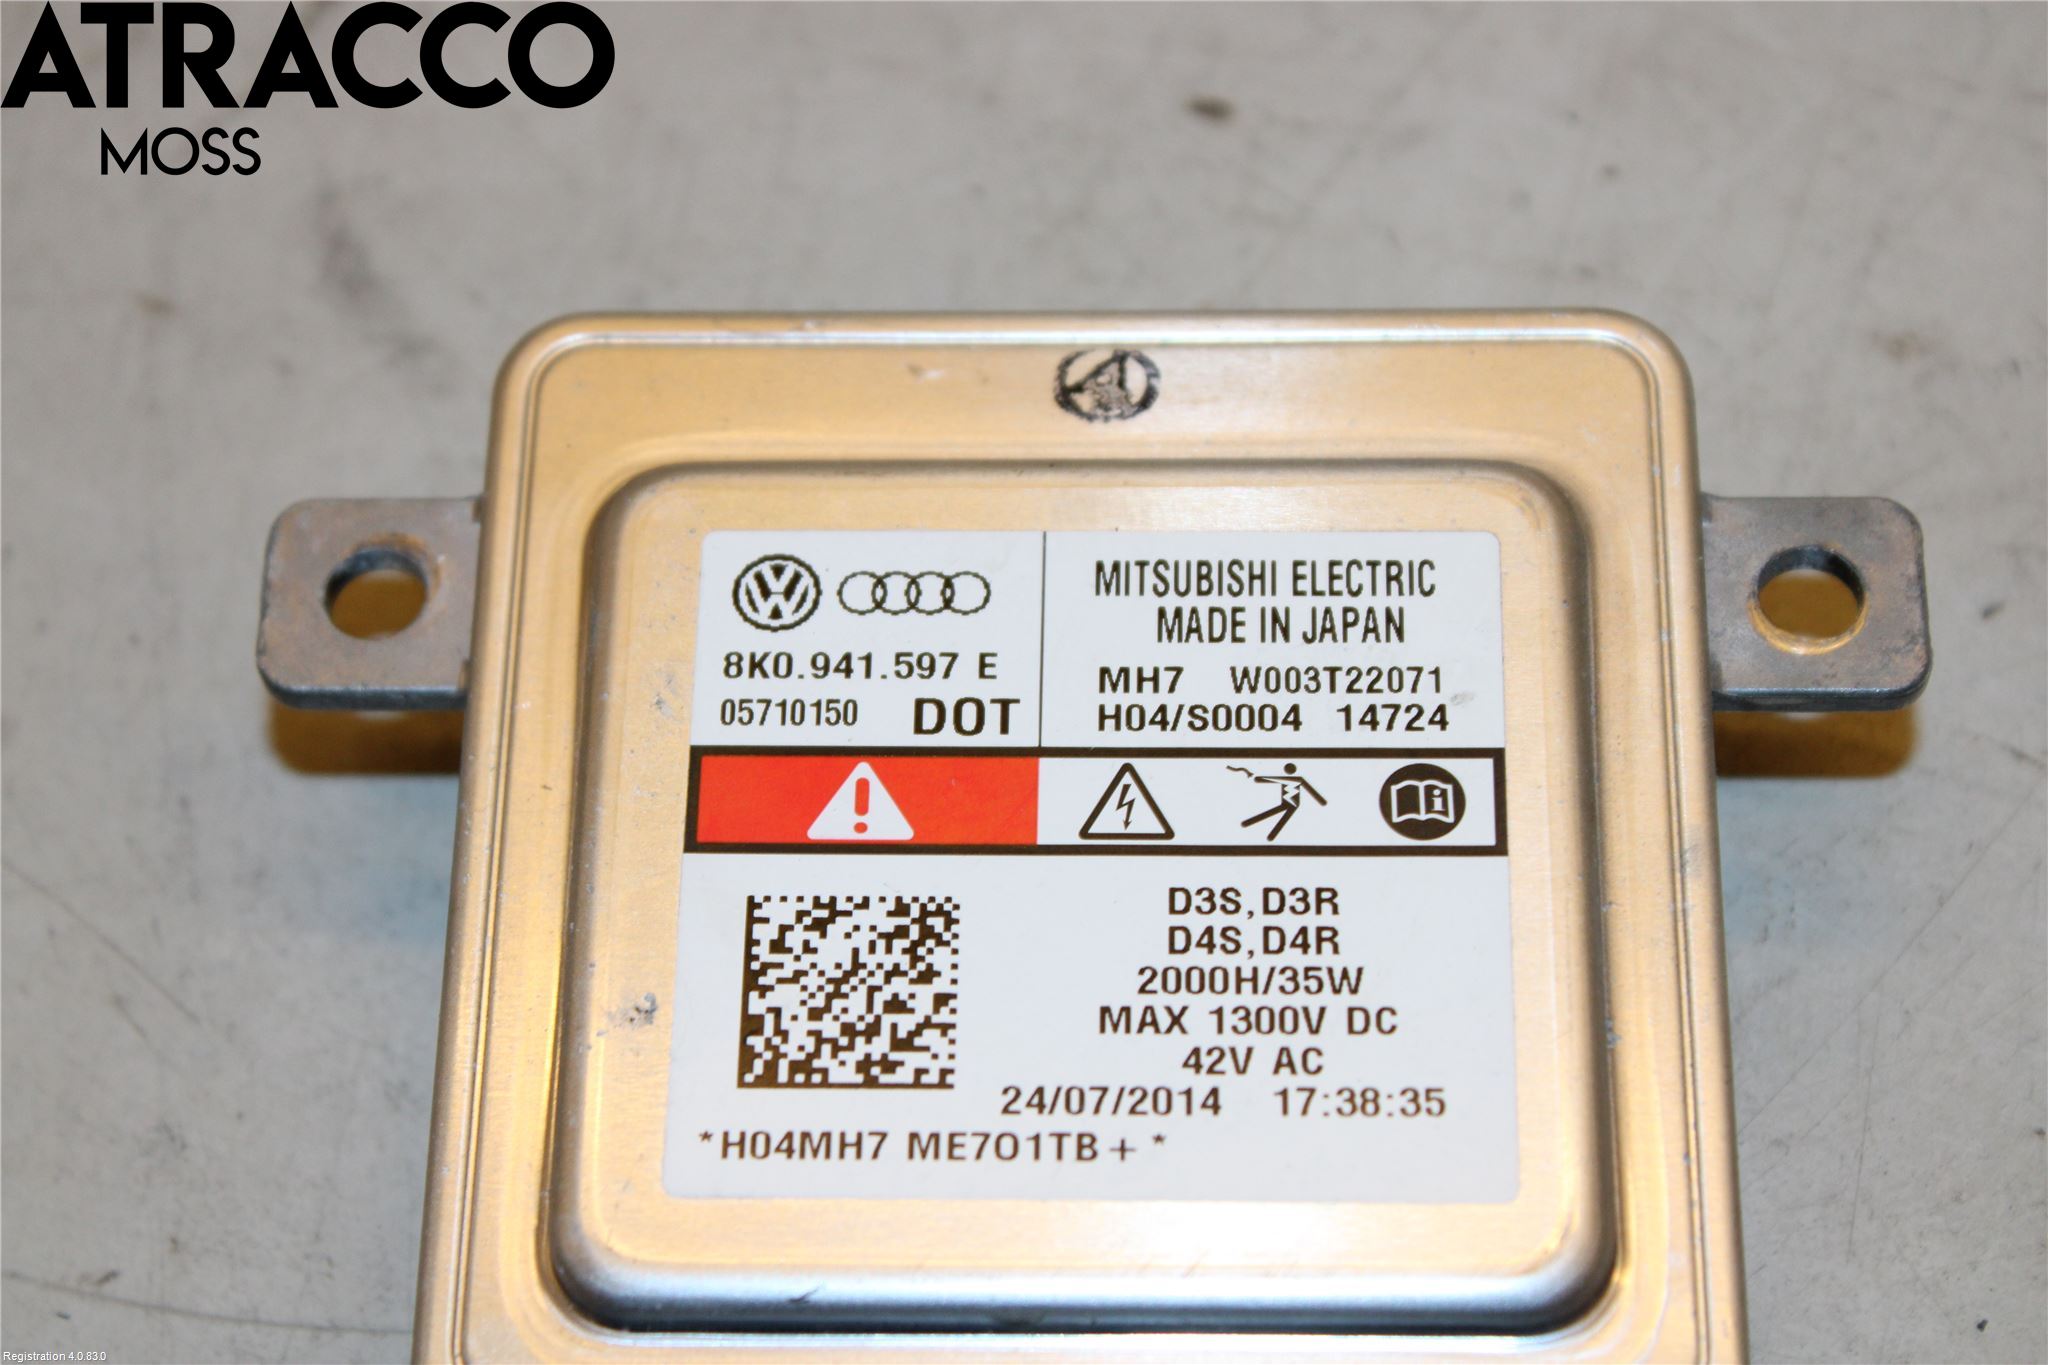 ATRACCO
MOSS
8K0.941.597 E
05710150 DOT
MITSUBISHI ELECTRIC
MADE IN JAPAN
MH7 W003T22071
H04/S0004 14724
D3S,D3R
D4S,D4R
2000H/35W
MAX 1300V DC
42V AC
24/07/2014 17:38:35
*H04MH7 ME701TB+ *
Registration 4.0.83.0